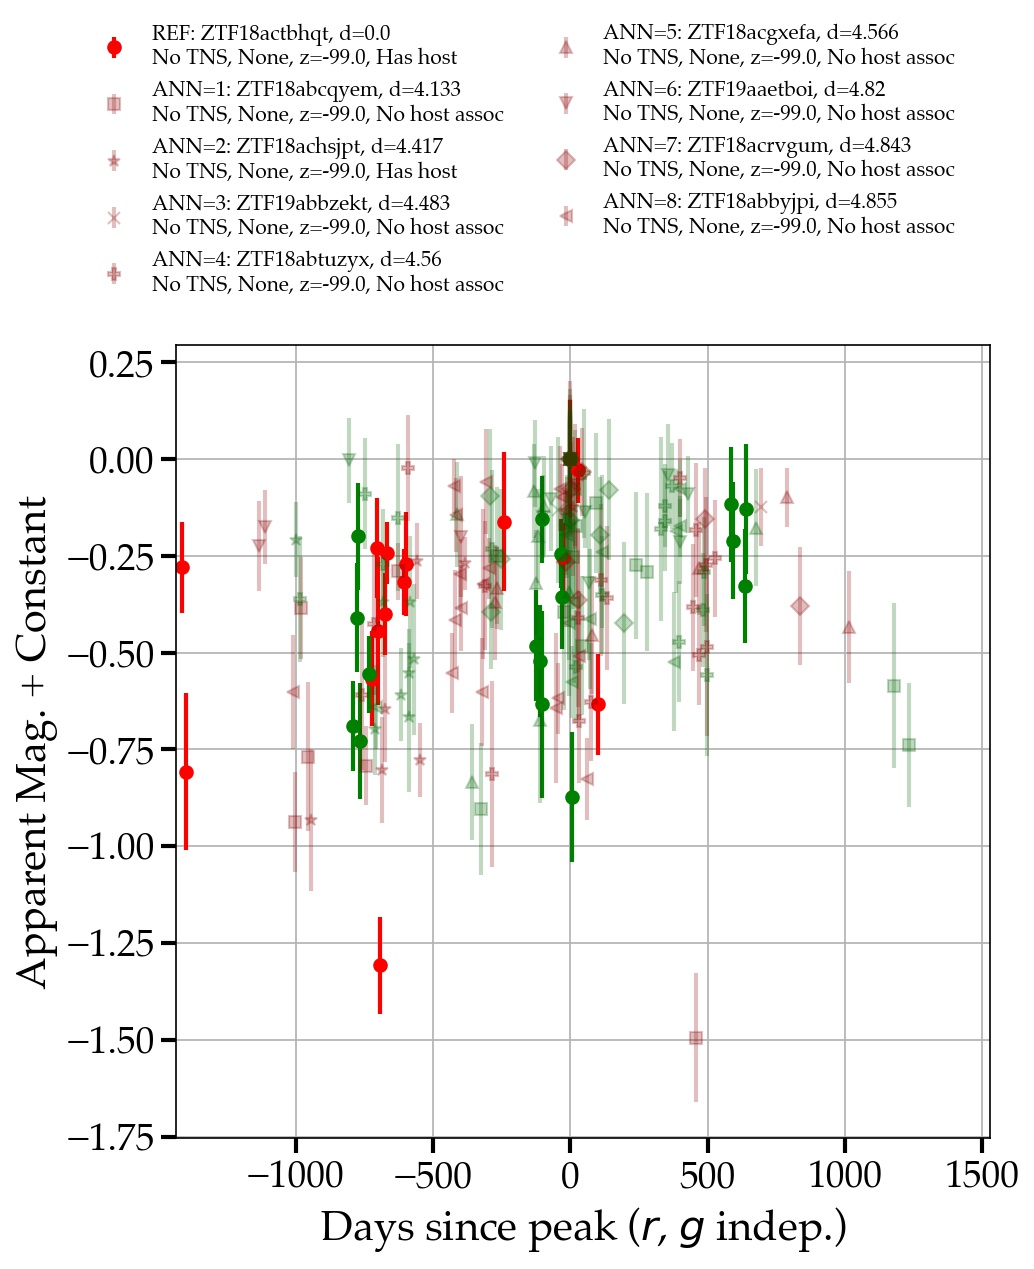 REF: ZTF18actbhqt, d=0.0
No TNS, None, z=-99.0, Has host
ANN=1: ZTF18abcqyem, d=4.133
No TNS, None, z=-99.0, No host assoc
ANN=2: ZTF18achsjpt, d=4.417
No TNS, None, z=-99.0, Has host
ANN=3: ZTF19abbzekt, d=4.483
No TNS, None, z=-99.0, No host assoc
ANN=4: ZTF18abtuzyx, d=4.56
No TNS, None, z=-99.0, No host assoc
ANN=5: ZTF18acgxefa, d=4.566
No TNS, None, z=-99.0, No host assoc
ANN=6: ZTF19aaetboi, d=4.82
No TNS, None, z=-99.0, No host assoc
ANN=7: ZTF18acrvgum, d=4.843
No TNS, None, z=-99.0, No host assoc
ANN=8: ZTF18abbyjpi, d=4.855
No TNS, None, z=-99.0, No host assoc
Apparent Mag. + Constant
0.25
0.00
−0.25
−0.50
−0.75
−1.00
−1.25
−1.50
−1.75
−1000
−500
0
500
1000
1500
Days since peak (r, g indep.)